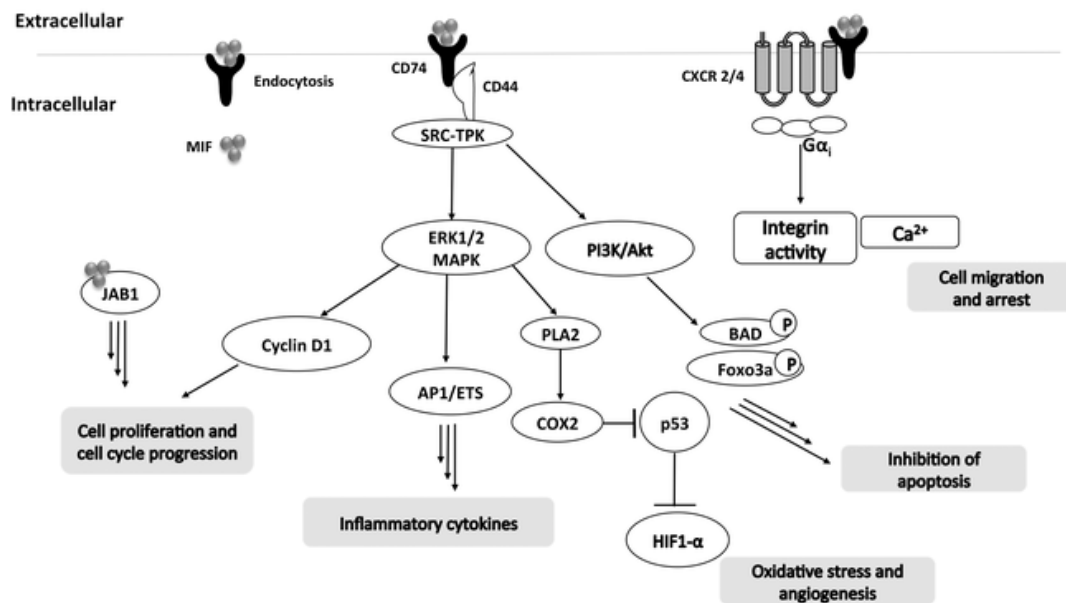 Extracellular
Intracellular
Endocytosis
MIF
CD74
CD44
SRC-TPK
CXCR 2/4
Gαi
Integrin
activity
Ca²⁺
Cell migration
and arrest
ERK1/2
MAPK
PI3K/Akt
JAB1
Cyclin D1
PLA2
BAD
P
Foxo3a
P
AP1/ETS
COX2
p53
Cell proliferation and
cell cycle progression
Inhibition of
apoptosis
Inflammatory cytokines
HIF1-α
Oxidative stress and
angiogenesis